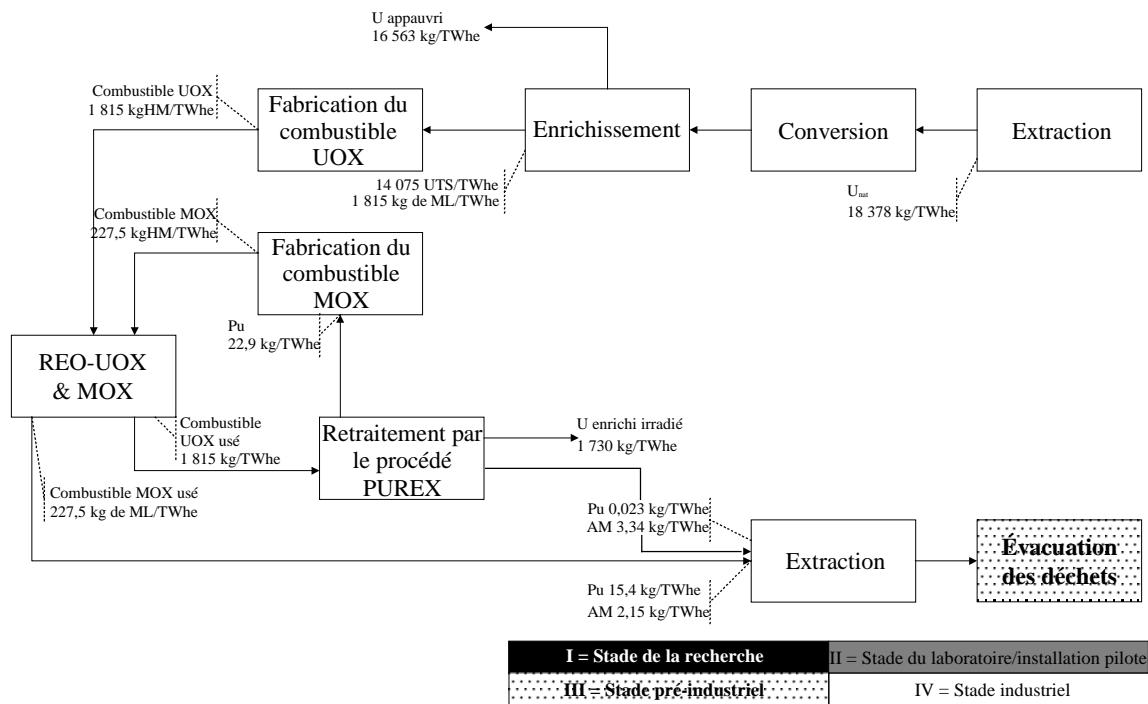 U appauvri
16 563 kg/TWhe
Combustible UOX
1 815 kgHM/TWhe
Fabrication du
combustible
UOX
Enrichissement
Conversion
Extraction
14 075 UTS/TWhe
1 815 kg de ML/TWhe
Unat
18 378 kg/TWhe
Combustible MOX
227,5 kgHM/TWhe
Fabrication du
combustible
MOX
Pu
22,9 kg/TWhe
REO-UOX
& MOX
Combustible
UOX usé
1 815 kg/TWhe
Retraitement par
le procédé
PUREX
U enrichi irradié
1 730 kg/TWhe
Combustible MOX usé
227,5 kg de ML/TWhe
Pu 0,023 kg/TWhe
AM 3,34 kg/TWhe
Extraction
Évacuation
des déchets
Pu 15,4 kg/TWhe
AM 2,15 kg/TWhe
I = Stade de la recherche
II = Stade du laboratoire/installation pilote
III = Stade pré-industriel
IV = Stade industriel